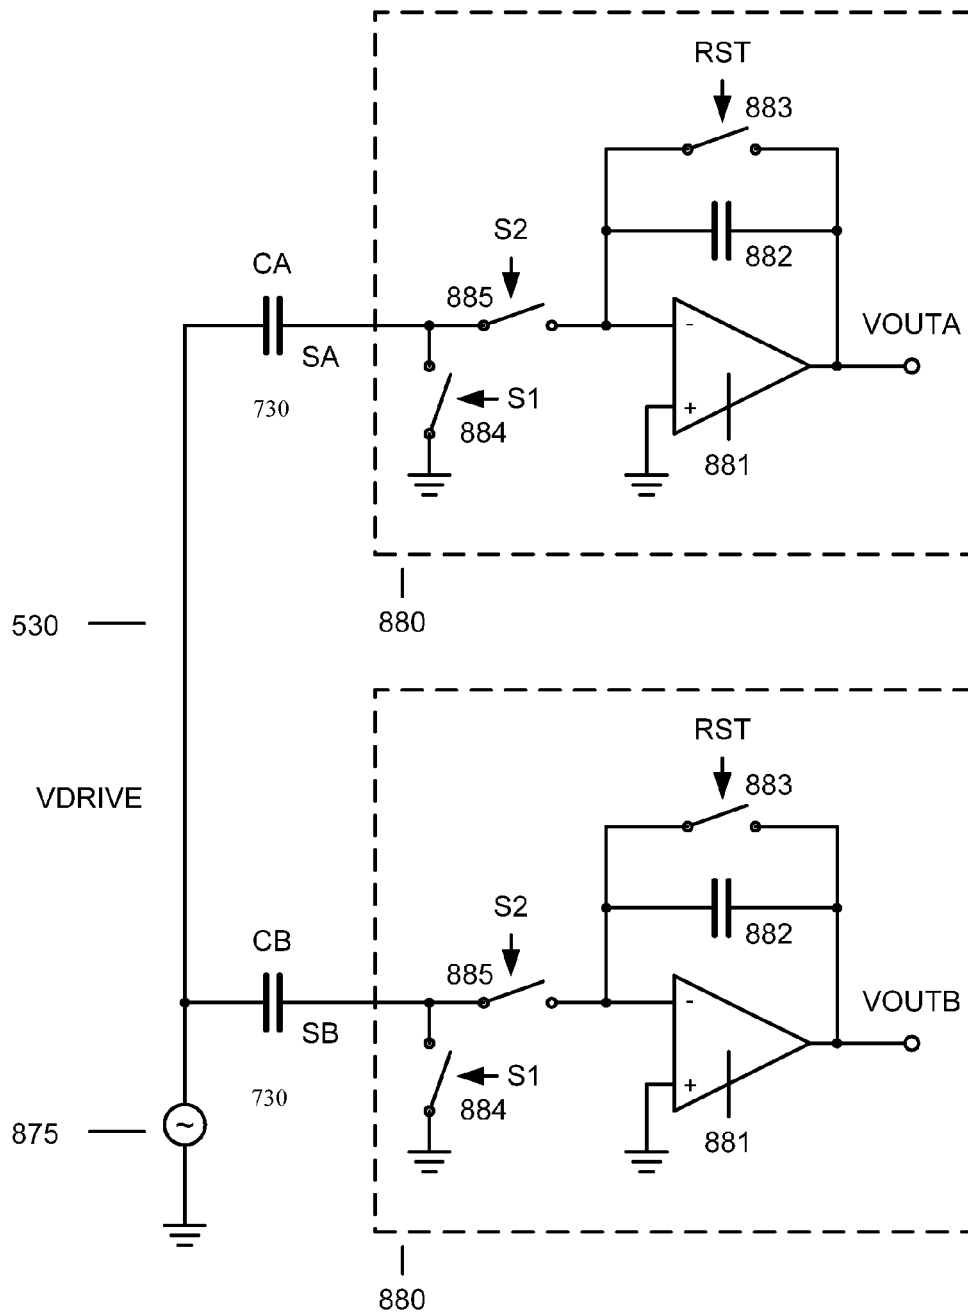 RST
883
S2
882
CA
885
-
VOUTA
SA
S1
730
884
+
881
530
880
RST
VDRIVE
883
S2
882
CB
885
-
VOUTB
SB
S1
730
884
+
875
~
881
880